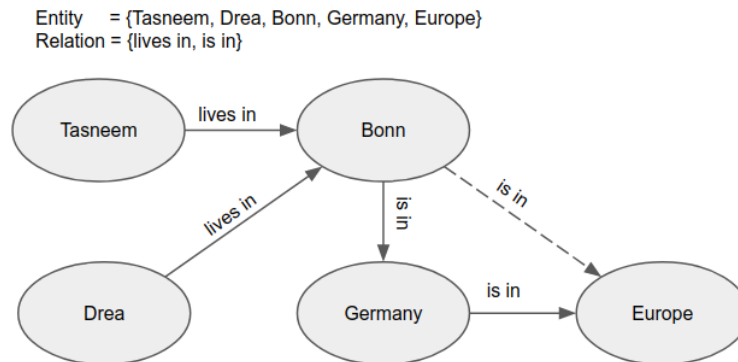 Entity = {Tasneem, Drea, Bonn, Germany, Europe}
Relation = {lives in, is in}
lives in
Tasneem
Bonn
is in
lives in
is in
is in
Drea
Germany
Europe